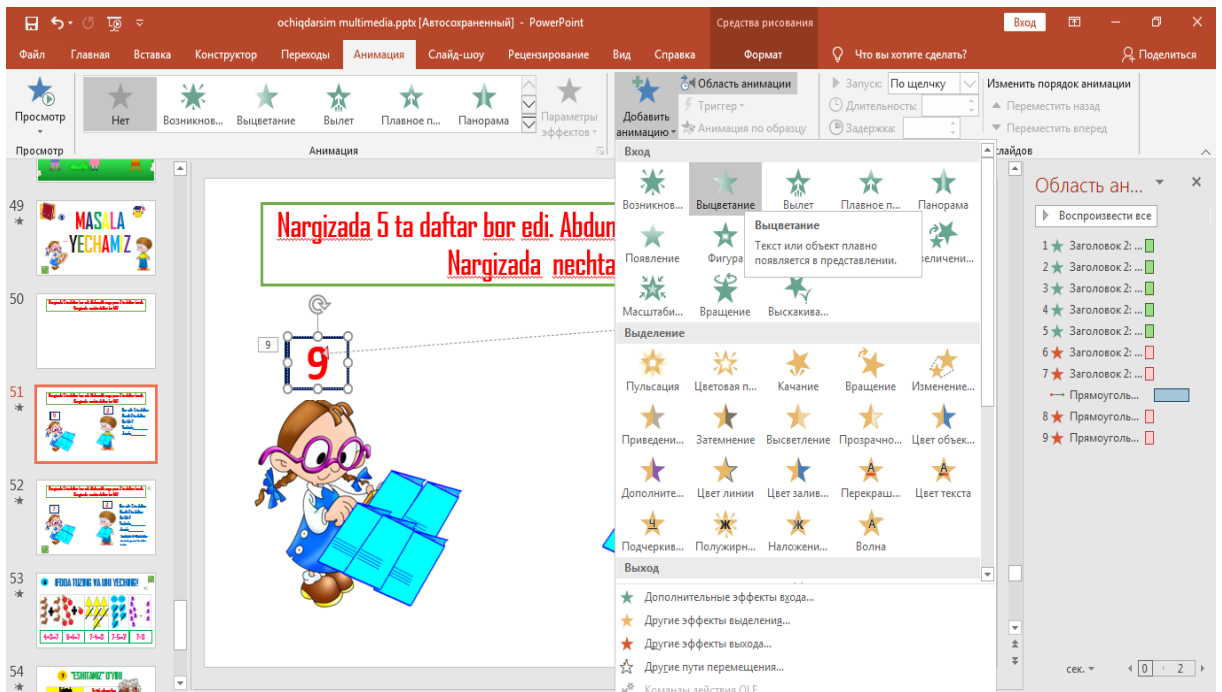 ochiqdarsim multimedia.pptx [Автосохраненный] - PowerPoint
Средства рисования
Вход
Файл Главная Вставка Конструктор Переходы Анимация Слайд-шоу Рецензирование Вид Справка Формат Что вы хотите сделать? Поделиться
Просмотр
Нет Возникнов... Выцветание Вылет Плавное п... Панорама
Параметры эффектов
Добавить анимацию
Область анимации
Триггер
Анимация по образцу
Запуск: По щелчку
Длительность:
Задержка:
Изменить порядок анимации
Переместить назад
Переместить вперед
Просмотр Анимация лайдов
Вход
Возникнов... Выцветание Вылет Плавное п... Панорама
Появление Фигура еличени...
Выцветание
Текст или объект плавно
появляется в представлении.
Масштаби... Вращение Выскакива...
Выделение
Пульсация Цветовая п... Качание Вращение Изменение...
Приведени... Затемнение Высветление Прозрачно... Цвет объек...
Дополните... Цвет линии Цвет залив... Перекраш... Цвет текста
Подчеркив... Полужирн... Наложени... Волна
Выход
Дополнительные эффекты входа...
Другие эффекты выделения...
Другие эффекты выхода...
Другие пути перемещения...
Команды действия OLE
49
MASALA
YECHAMIZ
50
51
52
53
IFODA TUZING VA UNI YECHING!
54
"ESHITAMIZ" O'YINI
Nargizada 5 ta daftar bor edi. Abdun
Nargizada nechta
9
9
Область ан...
Воспроизвести все
1 Заголовок 2: ...
2 Заголовок 2: ...
3 Заголовок 2: ...
4 Заголовок 2: ...
5 Заголовок 2: ...
6 Заголовок 2: ...
7 Заголовок 2: ...
Прямоуголь...
8 Прямоуголь...
9 Прямоуголь...
сек. 0 2